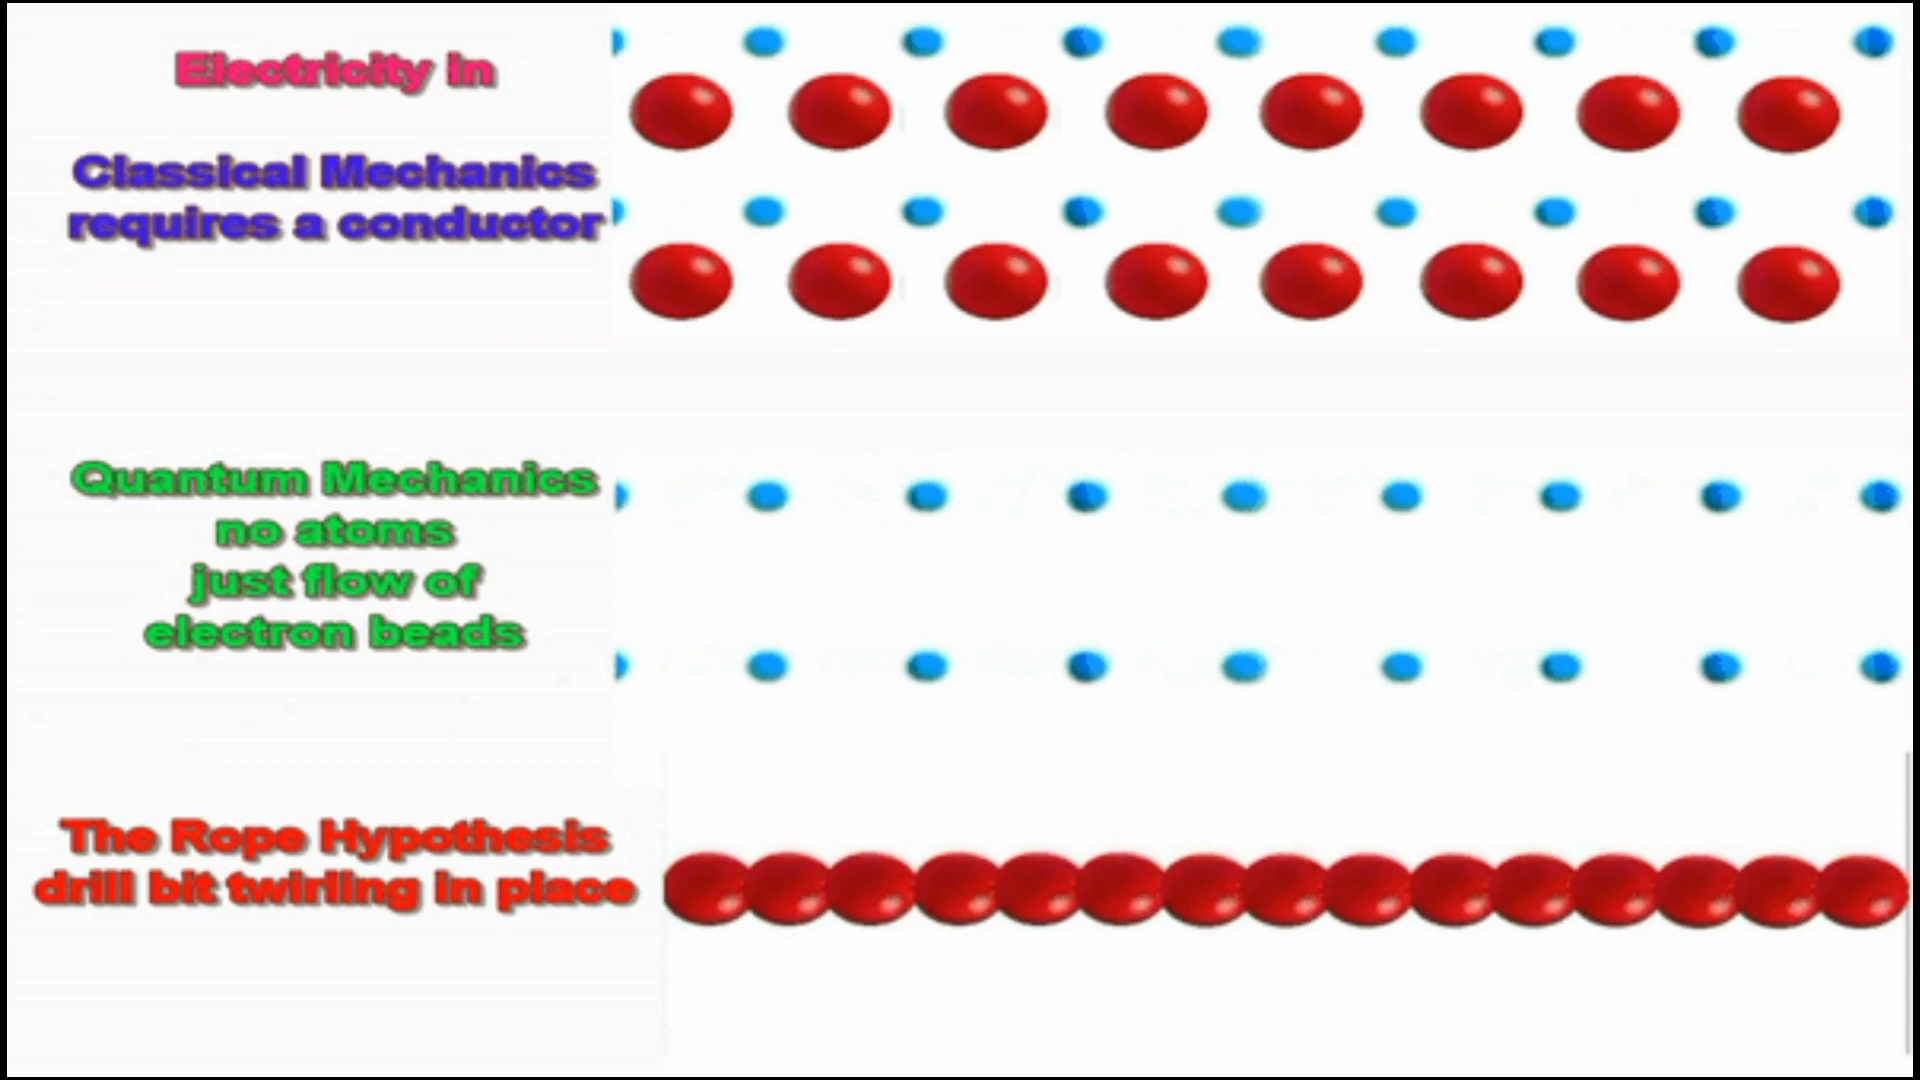 Electricity in
Classical Mechanics
requires a conductor
Quantum Mechanics
no atoms
just flow of
electron beads
The Rope Hypothesis
drill bit twirling in place